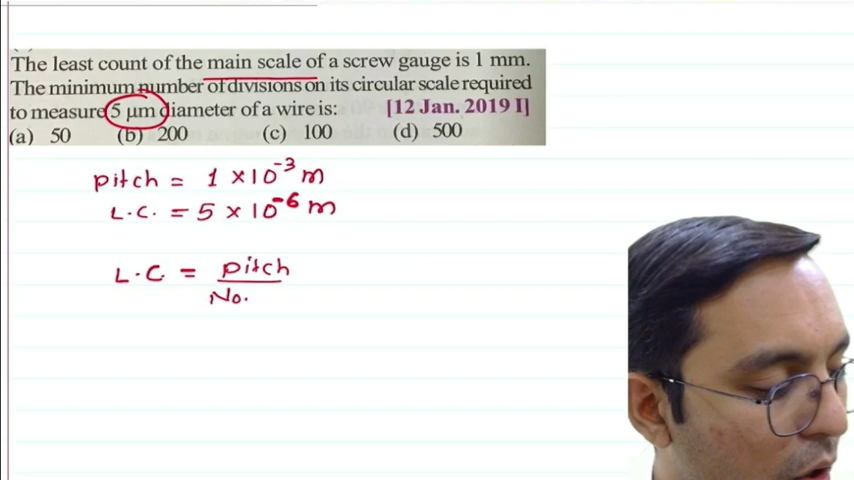 The least count of the main scale of a screw gauge is 1 mm.
The minimum number of divisions on its circular scale required
to measure 5 μm diameter of a wire is: [12 Jan. 2019 I]
(a) 50 (b) 200 (c) 100 (d) 500
pitch = 1 × 10⁻³ m
L.C. = 5 × 10⁻⁶ m
L.C. = pitch
No.